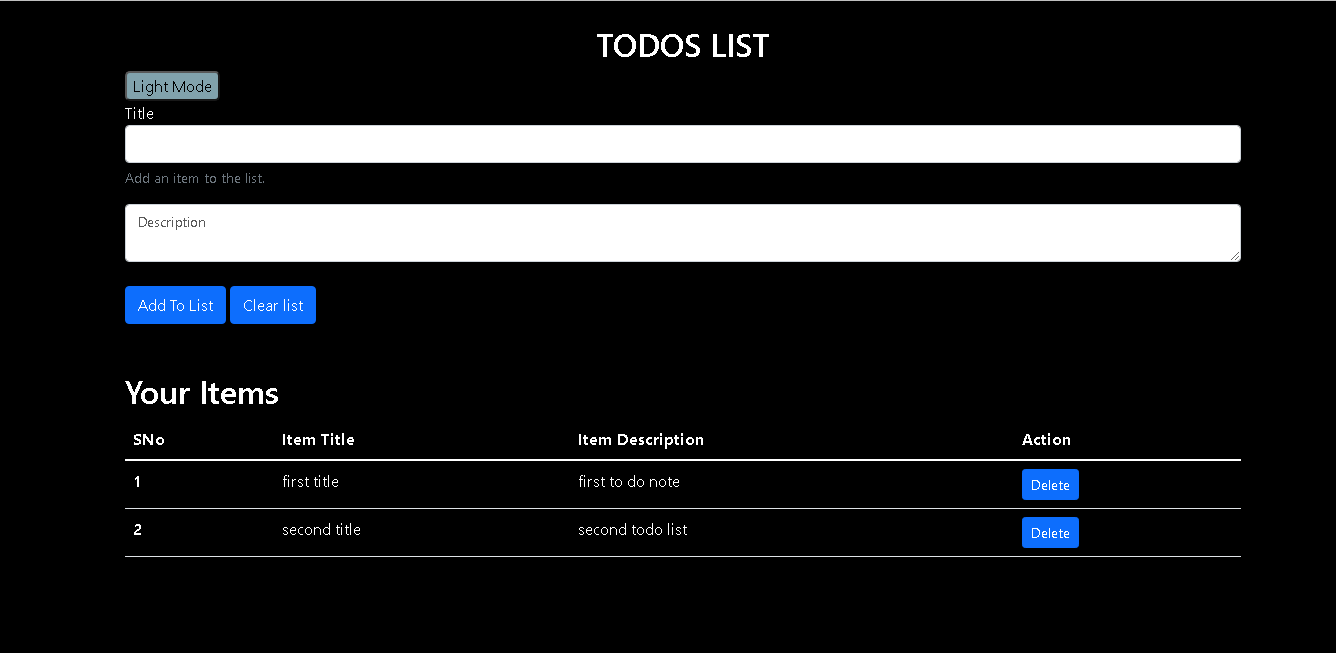 TODOS LIST
Light Mode
Title
Add an item to the list.
Description
Add To List Clear list
Your Items
SNo Item Title Item Description Action
1 first title first to do note Delete
2 second title second todo list Delete